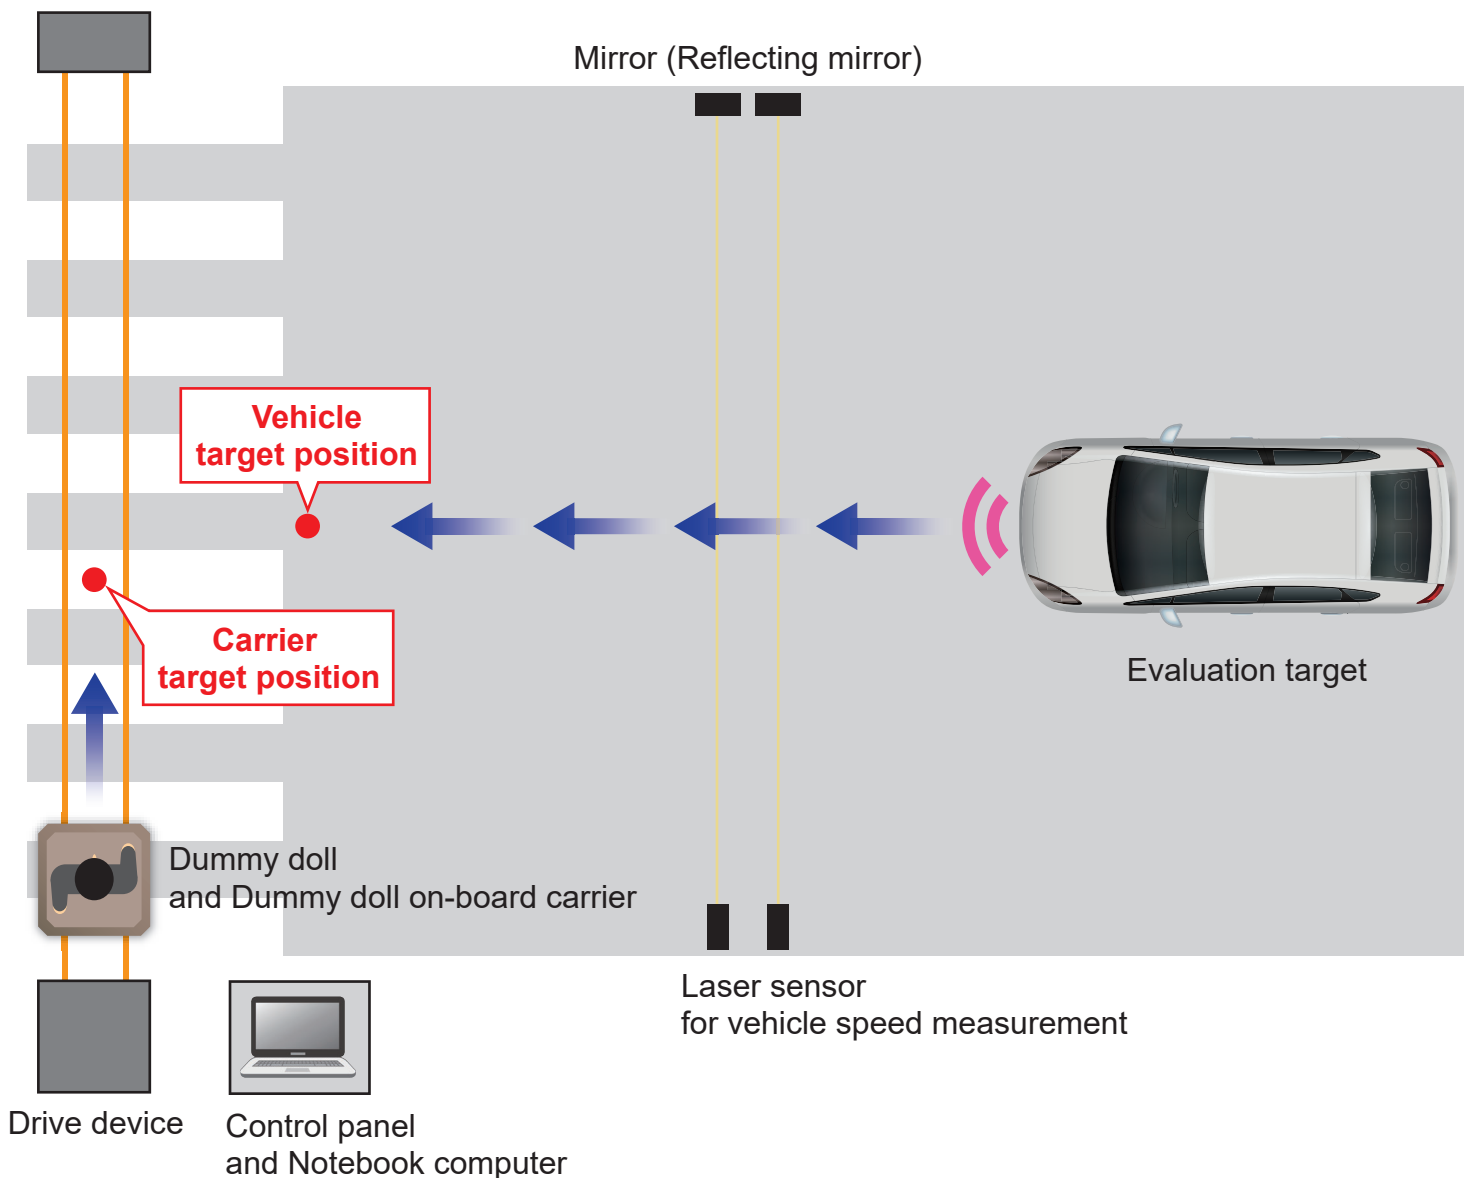 Mirror (Reflecting mirror)
Vehicle
target position
Carrier
target position
Evaluation target
Dummy doll
and Dummy doll on-board carrier
Laser sensor
for vehicle speed measurement
Drive device
Control panel
and Notebook computer